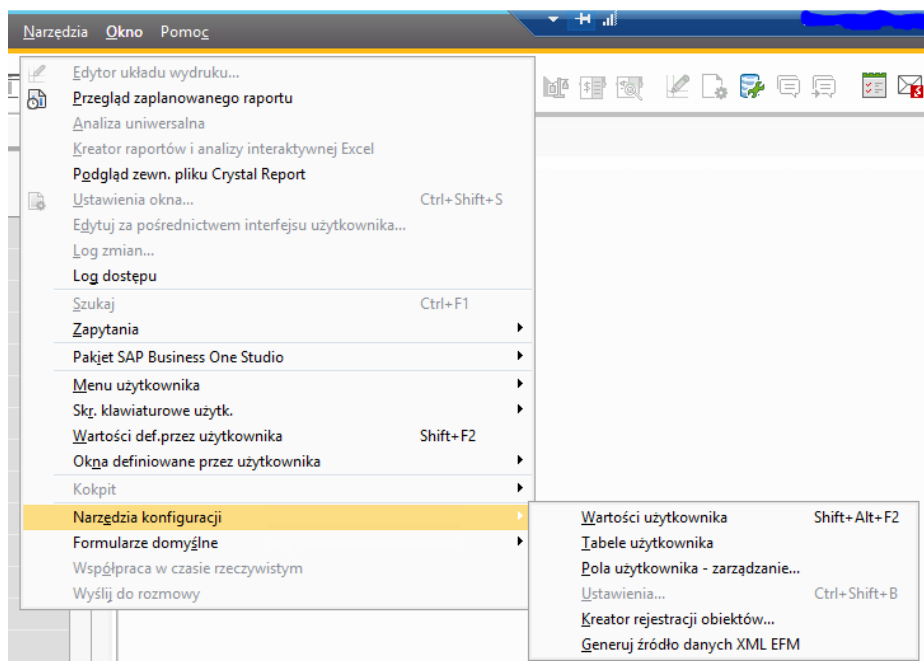 Narzędzia Okno Pomoc
Edytor układu wydruku...
Przegląd zaplanowanego raportu
Analiza uniwersalna
Kreator raportów i analizy interaktywnej Excel
Podgląd zewn. pliku Crystal Report
Ustawienia okna... Ctrl+Shift+S
Edytuj za pośrednictwem interfejsu użytkownika...
Log zmian...
Log dostępu
Szukaj Ctrl+F1
Zapytania
Pakjet SAP Business One Studio
Menu użytkownika
Skr. klawiaturowe użytk.
Wartości def.przez użytkownika Shift+F2
Okna definiowane przez użytkownika
Kokpit
Narzędzia konfiguracji
Formularze domyślne
Współpraca w czasie rzeczywistym
Wyślij do rozmowy
Wartości użytkownika Shift+Alt+F2
Tabele użytkownika
Pola użytkownika - zarządzanie...
Ustawienia... Ctrl+Shift+B
Kreator rejestracji obiektów...
Generuj źródło danych XML EFM